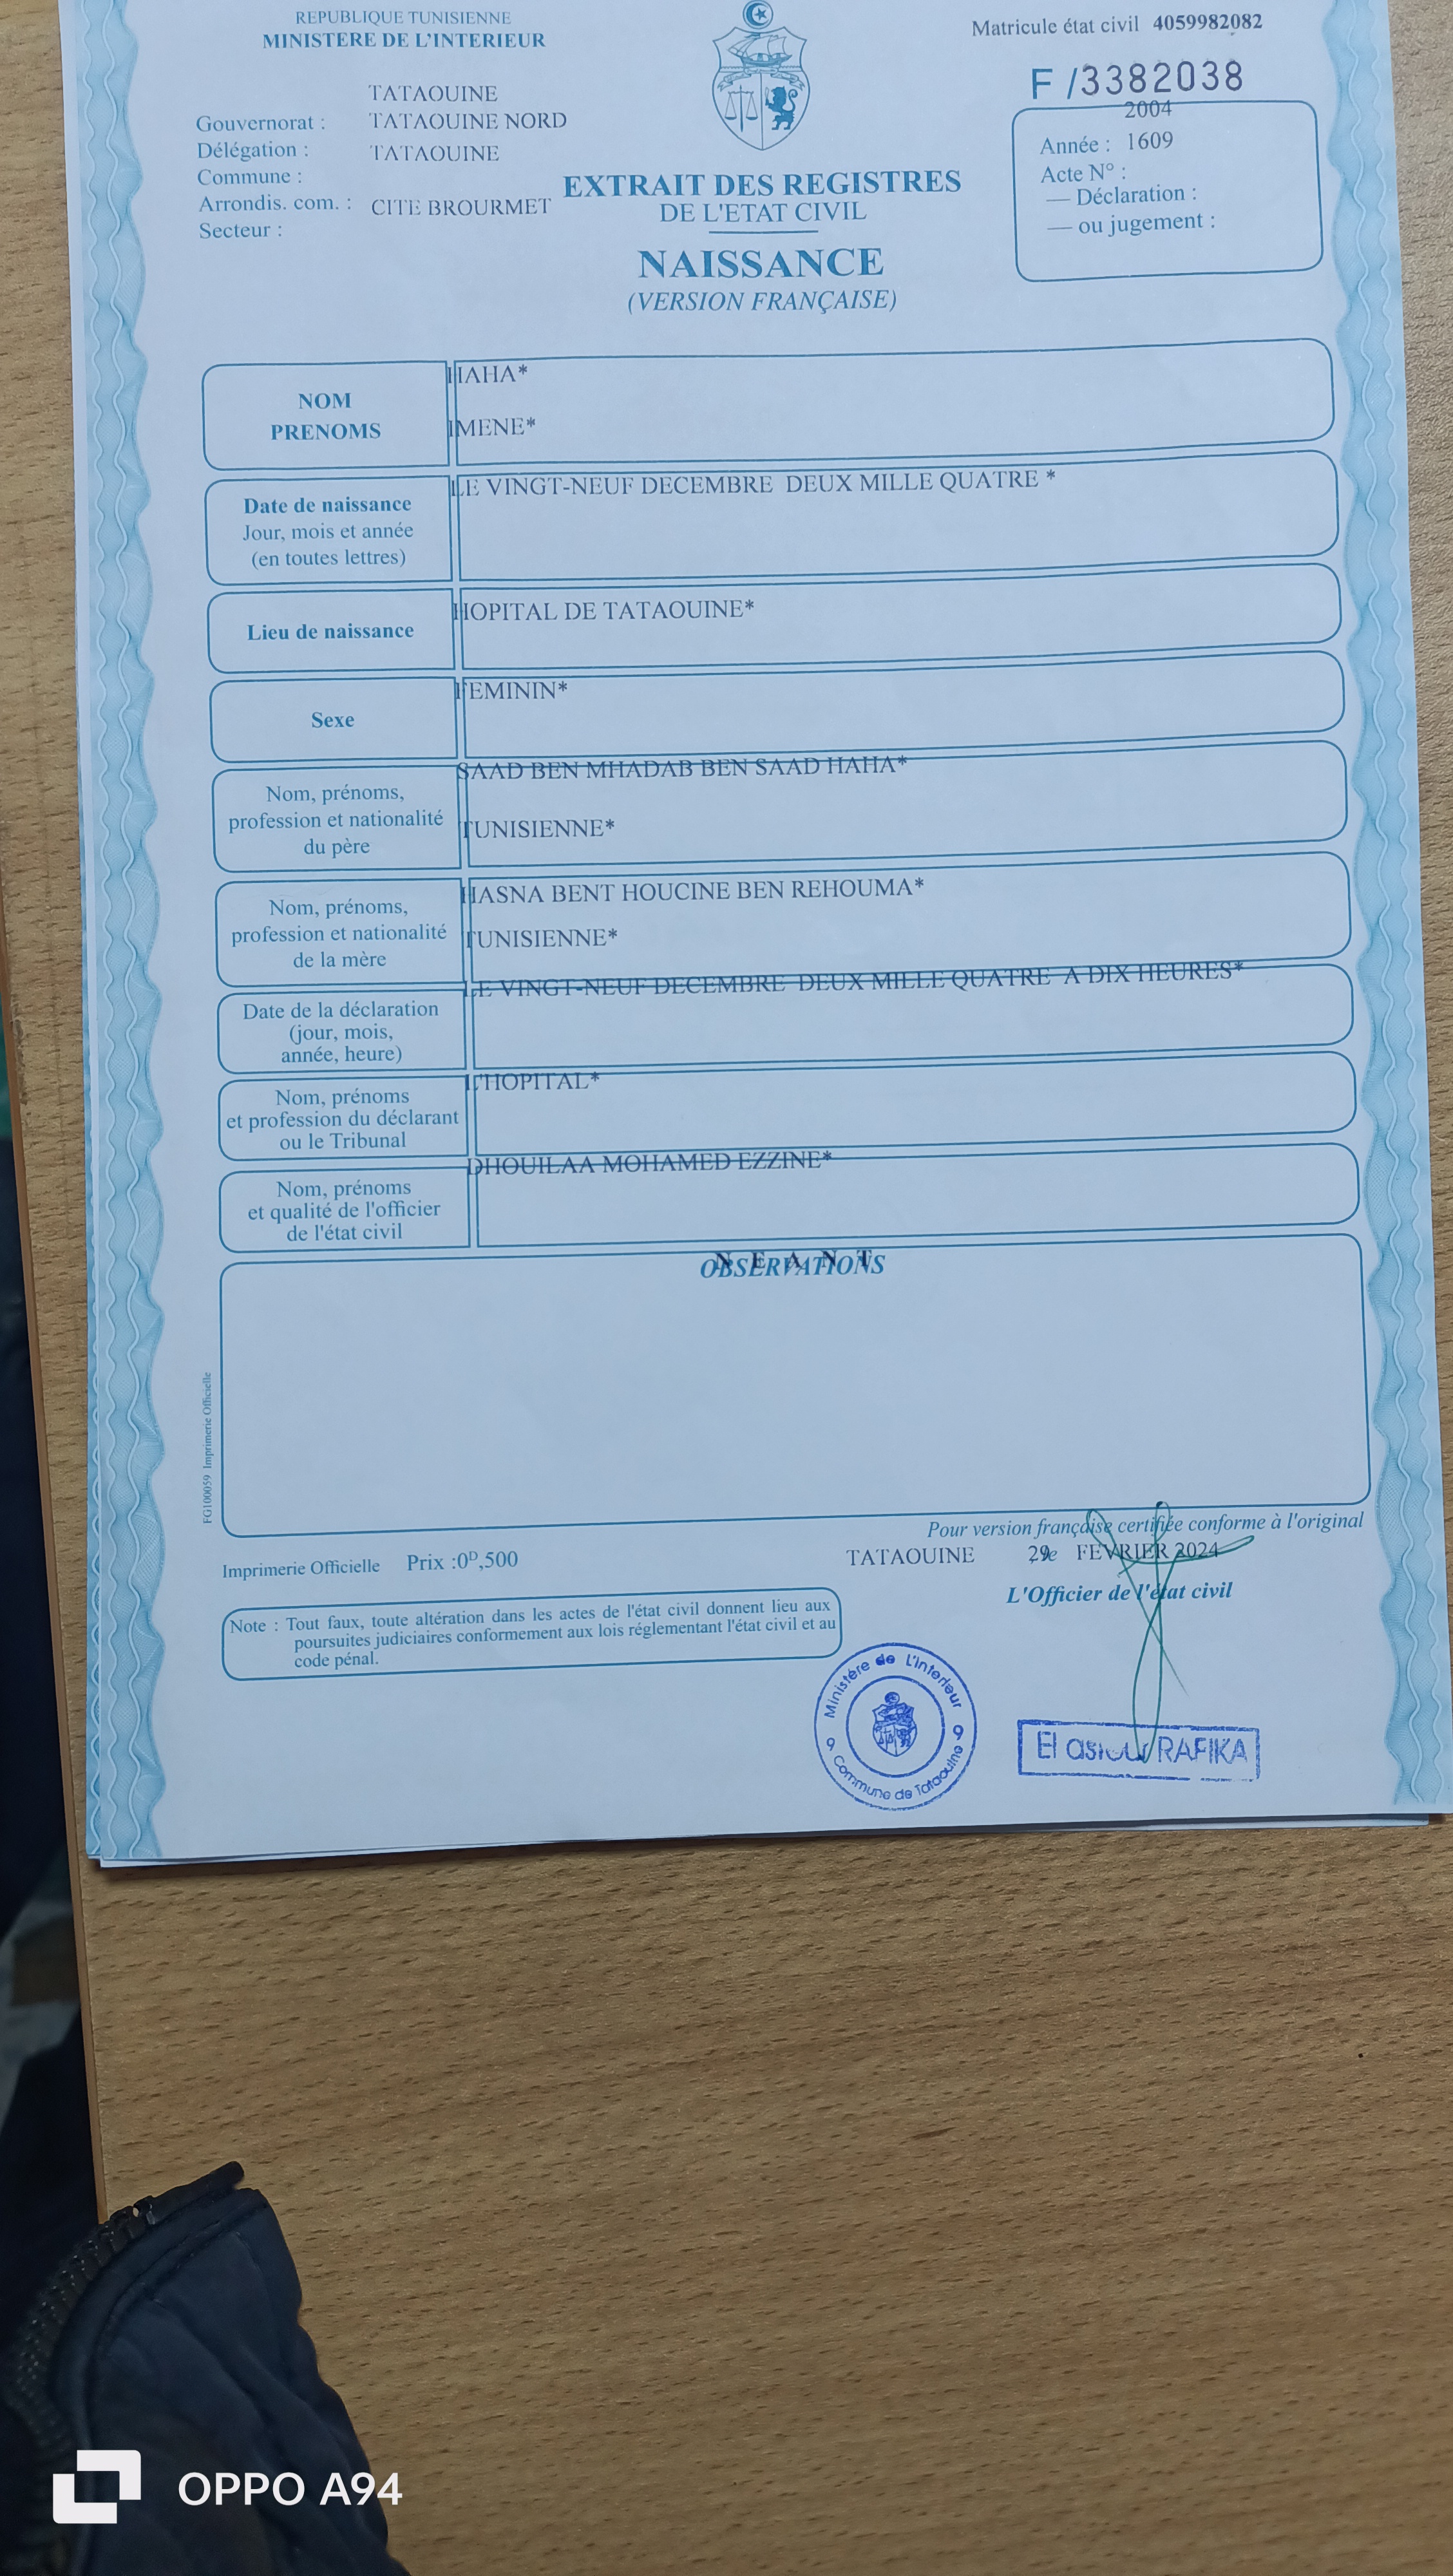 REPUBLIQUE TUNISIENNE
MINISTERE DE L'INTERIEUR
Matricule état civil 4059982082
F /3382038
TATAOUINE
Gouvernorat : TATAOUINE NORD
Délégation : TATAOUINE
Commune :
Arrondis. com. : CITE BROURMET
Secteur :
2004
Année : 1609
Acte N° :
— Déclaration :
— ou jugement :
EXTRAIT DES REGISTRES
DE L'ETAT CIVIL
NAISSANCE
(VERSION FRANÇAISE)
NOM
PRENOMS
HAHA*
IMENE*
Date de naissance
Jour, mois et année
(en toutes lettres)
LE VINGT-NEUF DECEMBRE DEUX MILLE QUATRE *
Lieu de naissance
HOPITAL DE TATAOUINE*
Sexe
FEMININ*
Nom, prénoms,
profession et nationalité
du père
SAAD BEN MHADAB BEN SAAD HAHA*
TUNISIENNE*
Nom, prénoms,
profession et nationalité
de la mère
HASNA BENT HOUCINE BEN REHOUMA*
TUNISIENNE*
Date de la déclaration
(jour, mois,
année, heure)
LE VINGT-NEUF DECEMBRE DEUX MILLE QUATRE A DIX HEURES*
Nom, prénoms
et profession du déclarant
ou le Tribunal
L'HOPITAL*
Nom, prénoms
et qualité de l'officier
de l'état civil
DHOUILAA MOHAMED EZZINE*
N E A N T
OBSERVATIONS
FG100059 Imprimerie Officielle
Pour version française certifiée conforme à l'original
Imprimerie Officielle Prix :0ᴰ,500
TATAOUINE 29 le FEVRIER 2024
L'Officier de l'état civil
Note : Tout faux, toute altération dans les actes de l'état civil donnent lieu aux
poursuites judiciaires conformement aux lois réglementant l'état civil et au
code pénal.
Ministère de L'Interieur
9 9
Commune de Tataouine
El RAFIKA
OPPO A94